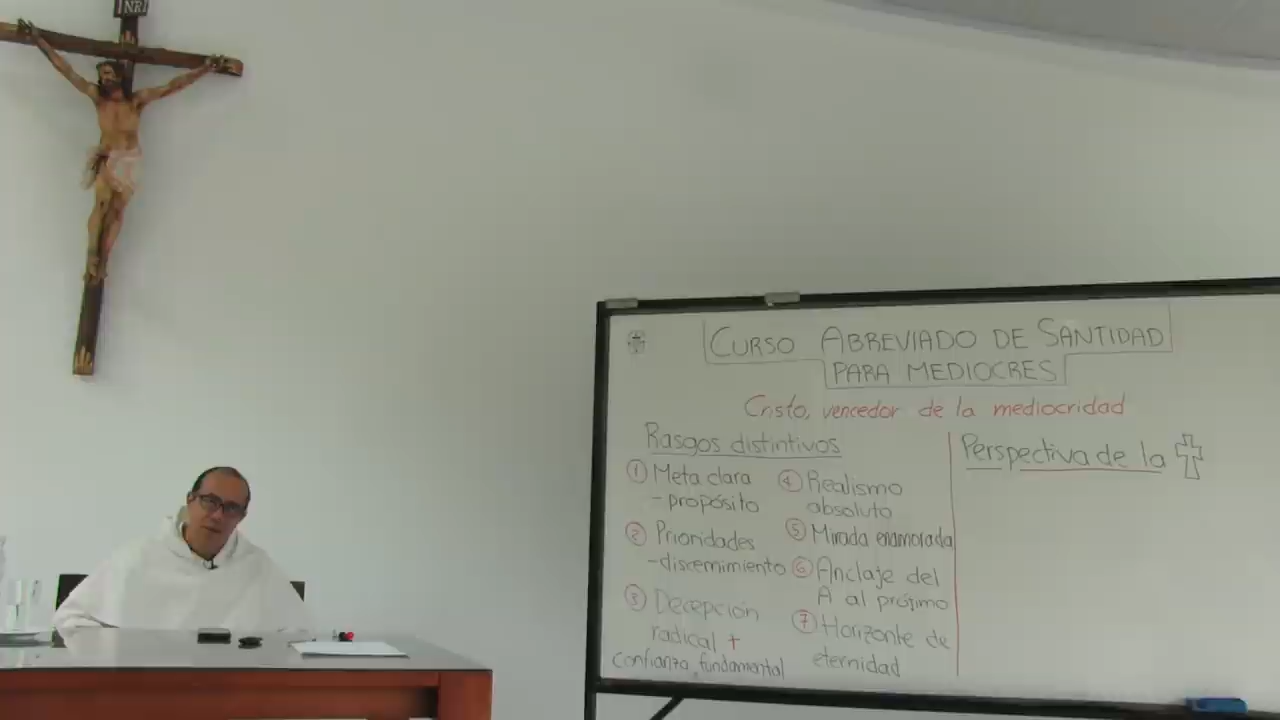 INRI
CURSO ABREVIADO DE SANTIDAD
PARA MEDIOCRES
Cristo, vencedor de la mediocridad
Rasgos distintivos
① Meta clara
- propósito
② Prioridades
- discernimiento
③ Decepción
radical +
confianza fundamental
④ Realismo
absoluto
⑤ Mirada enamorada
⑥ Anclaje del
A al prójimo
⑦ Horizonte de
eternidad
Perspectiva de la